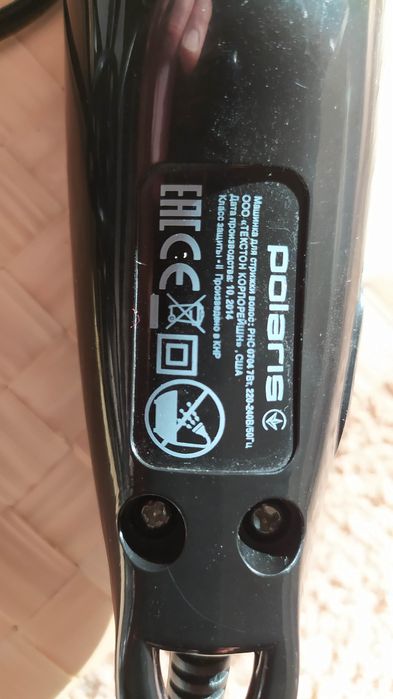 polaris
Машинка для стрижки волос: PHC 0704 7Вт, 220-240В/50Гц
ООО «ТЕКСТОН КОРПОРЕЙШН» , США
Дата производства: 10, 2014
Класс защиты - II Произведено в КНР
EAC CE